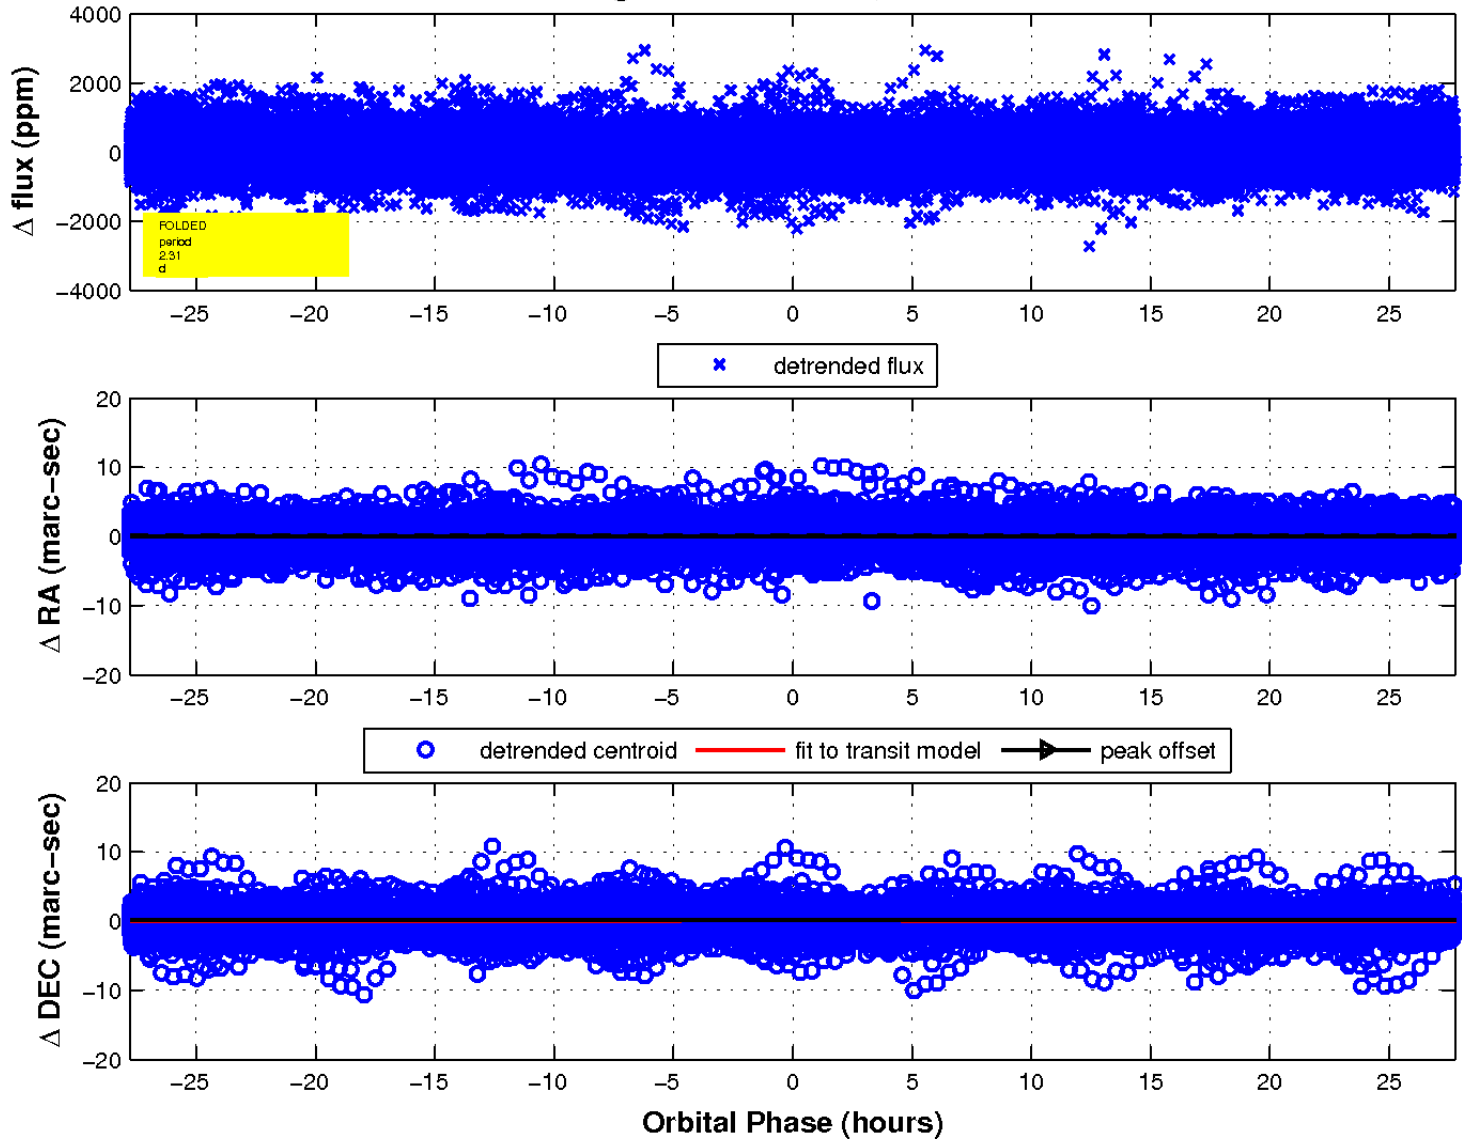 4000
2000
0
−2000
−4000
Δ flux (ppm)
FOLDED
period
2.31
d
−25 −20 −15 −10 −5 0 5 10 15 20 25
detrended flux
20
10
0
−10
−20
Δ RA (marc−sec)
−25 −20 −15 −10 −5 0 5 10 15 20 25
detrended centroid fit to transit model peak offset
20
10
0
−10
−20
Δ DEC (marc−sec)
−25 −20 −15 −10 −5 0 5 10 15 20 25
Orbital Phase (hours)